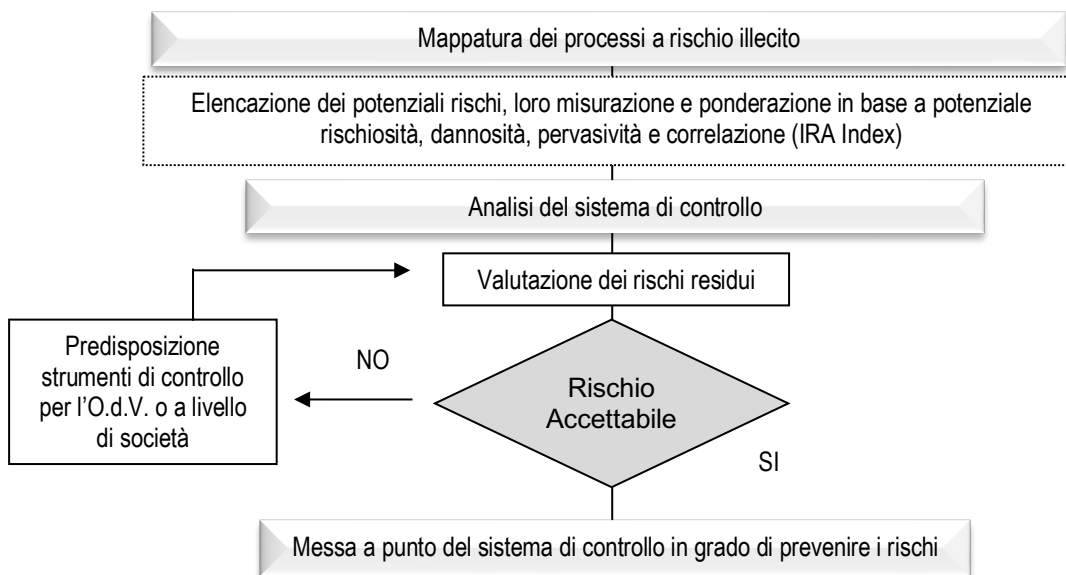 Mappatura dei processi a rischio illecito
Elencazione dei potenziali rischi, loro misurazione e ponderazione in base a potenziale
rischiosità, dannosità, pervasività e correlazione (IRA Index)
Analisi del sistema di controllo
Valutazione dei rischi residui
Predisposizione
strumenti di controllo
per l'O.d.V. o a livello
di società
NO
Rischio
Accettabile
SI
Messa a punto del sistema di controllo in grado di prevenire i rischi